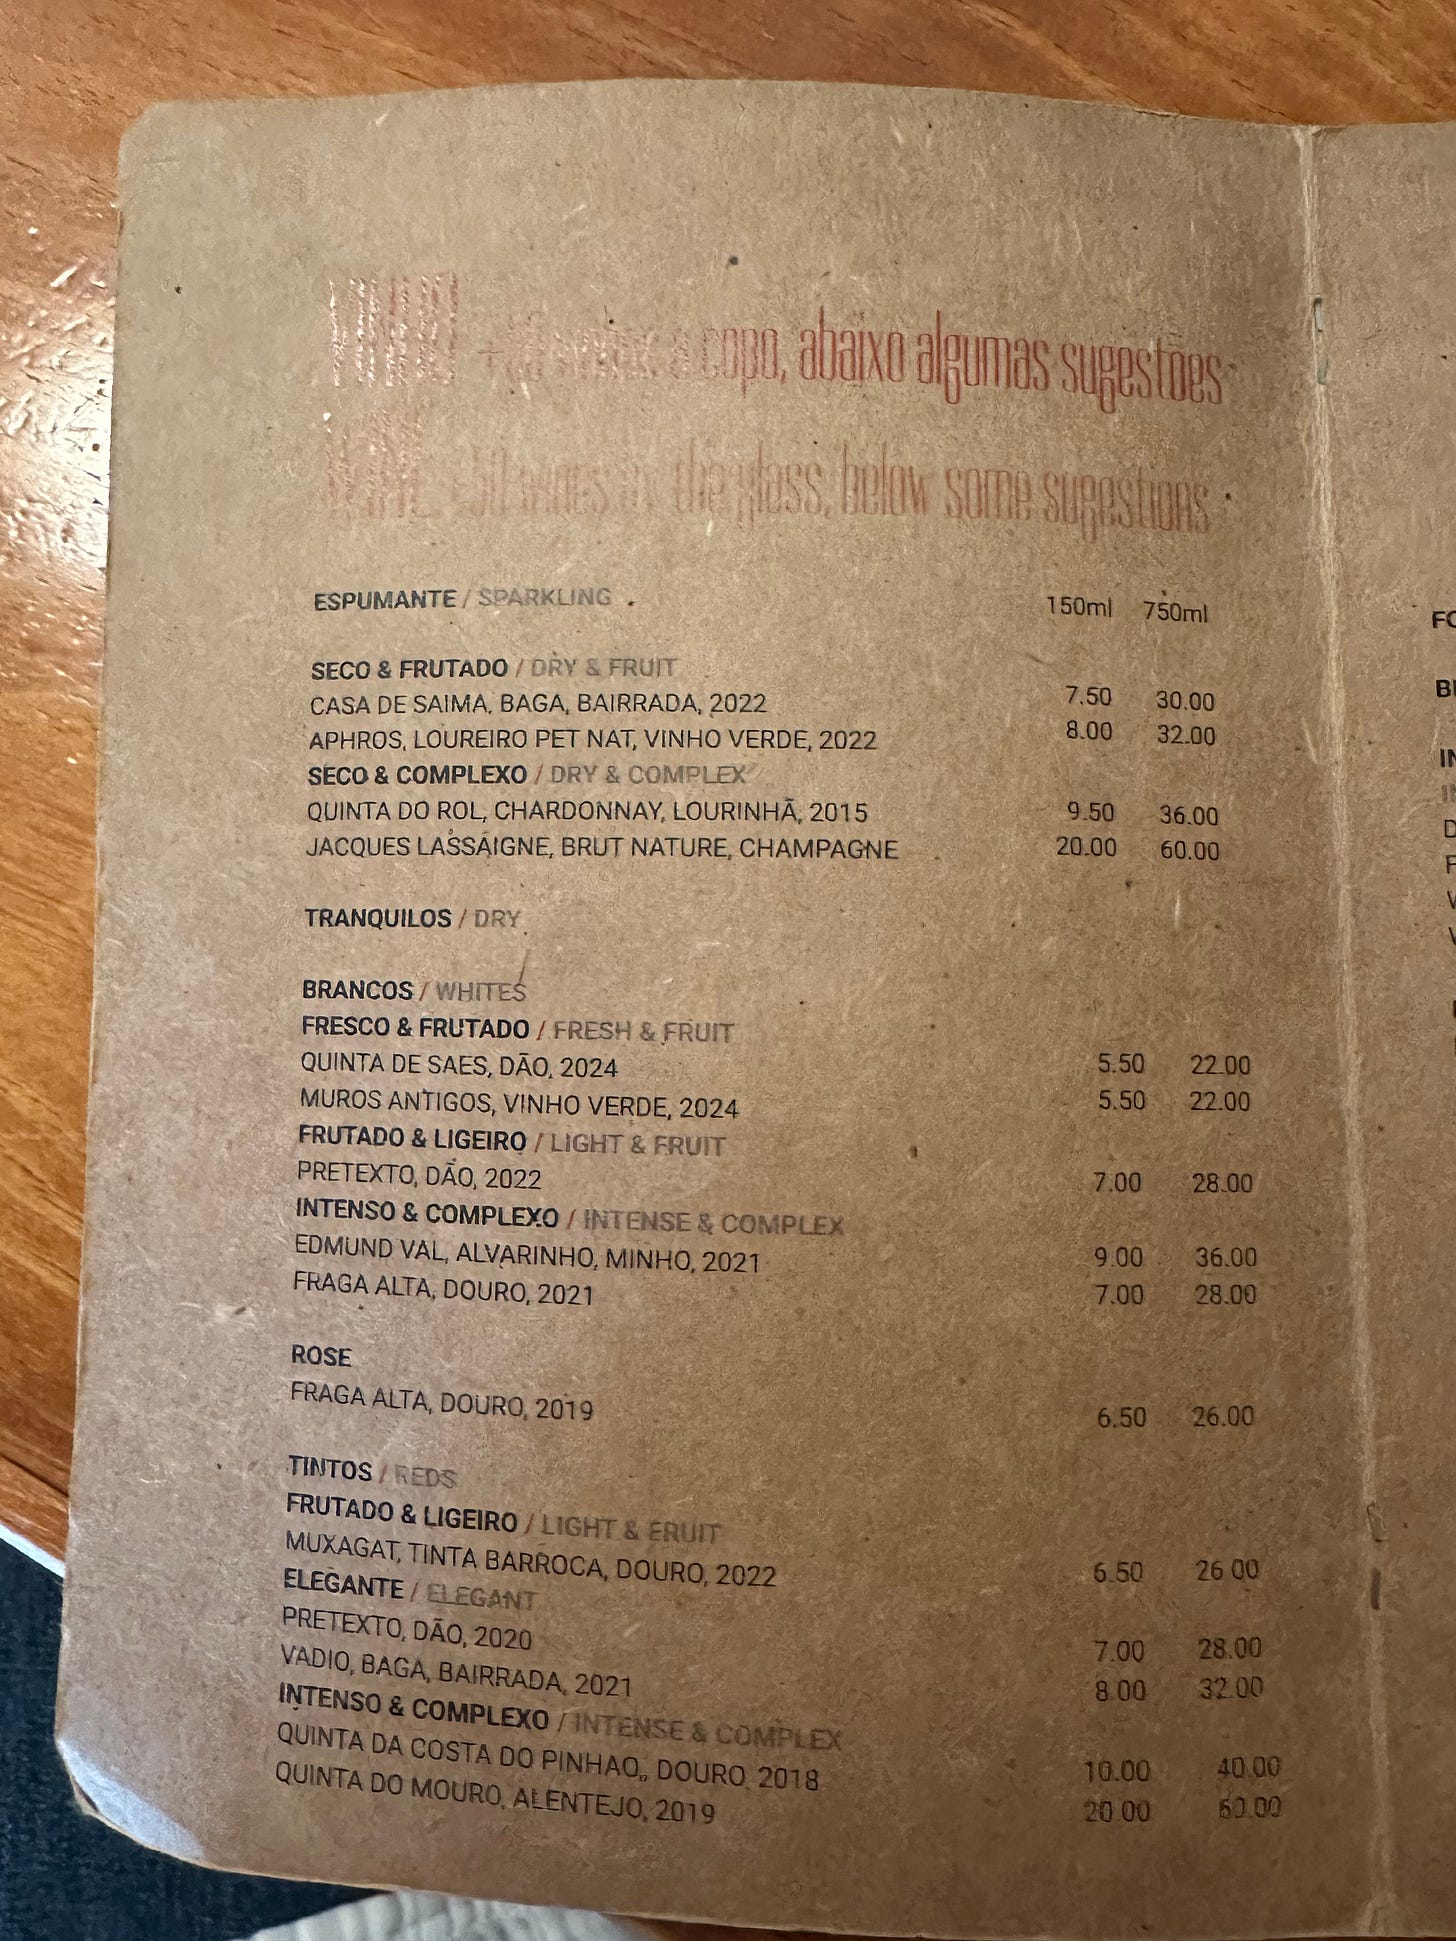 VINHO + 50 vinhos a copo, abaixo algumas sugestões
WINE + 50 wines by the glass, below some sugestions
ESPUMANTE / SPARKLING 150ml 750ml
SECO & FRUTADO / DRY & FRUIT
CASA DE SAIMA, BAGA, BAIRRADA, 2022 7.50 30.00
APHROS, LOUREIRO PET NAT, VINHO VERDE, 2022 8.00 32.00
SECO & COMPLEXO / DRY & COMPLEX
QUINTA DO ROL, CHARDONNAY, LOURINHÃ, 2015 9.50 36.00
JACQUES LASSAIGNE, BRUT NATURE, CHAMPAGNE 20.00 60.00
TRANQUILOS / DRY
BRANCOS / WHITES
FRESCO & FRUTADO / FRESH & FRUIT
QUINTA DE SAES, DÃO, 2024 5.50 22.00
MUROS ANTIGOS, VINHO VERDE, 2024 5.50 22.00
FRUTADO & LIGEIRO / LIGHT & FRUIT
PRETEXTO, DÃO, 2022 7.00 28.00
INTENSO & COMPLEXO / INTENSE & COMPLEX
EDMUND VAL, ALVARINHO, MINHO, 2021 9.00 36.00
FRAGA ALTA, DOURO, 2021 7.00 28.00
ROSE
FRAGA ALTA, DOURO, 2019 6.50 26.00
TINTOS / REDS
FRUTADO & LIGEIRO / LIGHT & FRUIT
MUXAGAT, TINTA BARROCA, DOURO, 2022 6.50 26.00
ELEGANTE / ELEGANT
PRETEXTO, DÃO, 2020 7.00 28.00
VADIO, BAGA, BAIRRADA, 2021 8.00 32.00
INTENSO & COMPLEXO / INTENSE & COMPLEX
QUINTA DA COSTA DO PINHAO,, DOURO, 2018 10.00 40.00
QUINTA DO MOURO, ALENTEJO, 2019 20.00 60.00